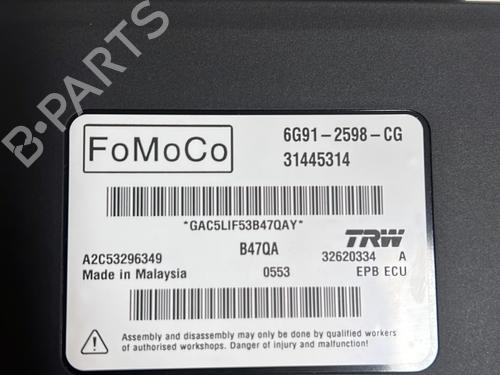 FoMoCo
6G91-2598-CG
31445314
*GAC5LIF53B47QAY*
B47QA
TRW
A2C53296349
32620334 A
Made in Malaysia
0553
EPB ECU
Assembly and disassembly may only be done by qualified workers
of authorised workshops. Danger of injury and malfunction!
B-Parts